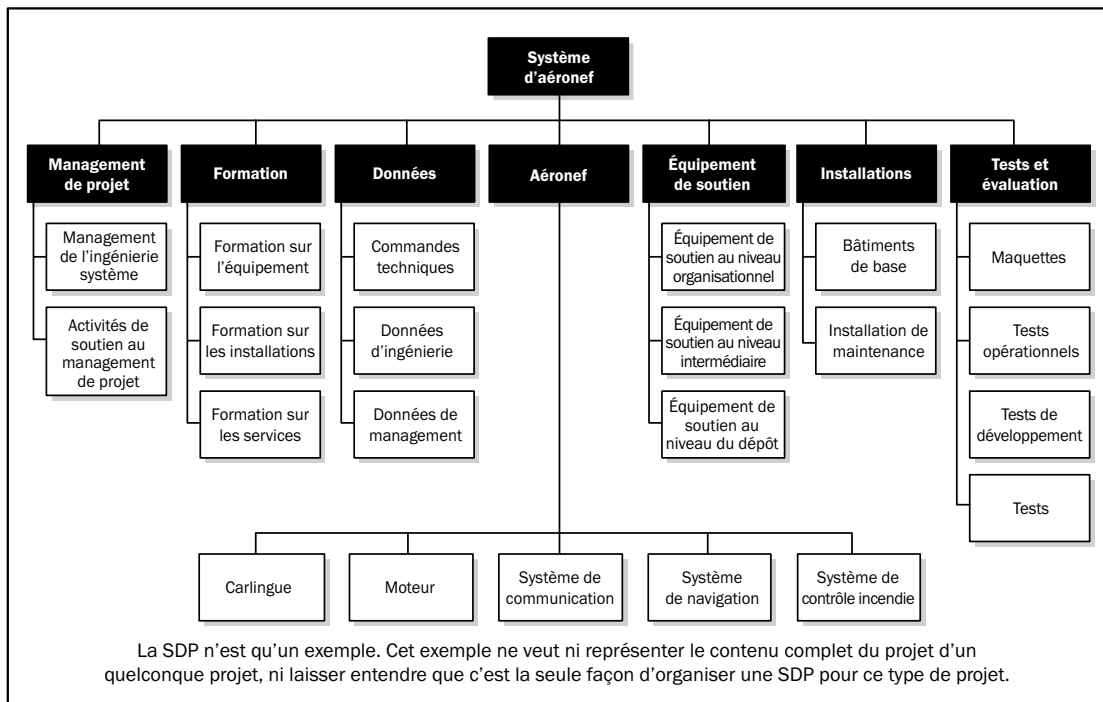 Système
d'aéronef
Management
de projet
Formation
Données
Aéronef
Équipement
de soutien
Installations
Tests et
évaluation
Management
de l'ingénierie
système
Activités de
soutien au
management
de projet
Formation sur
l'équipement
Formation sur
les installations
Formation sur
les services
Commandes
techniques
Données
d'ingénierie
Données de
management
Équipement de
soutien au niveau
organisationnel
Équipement de
soutien au niveau
intermédiaire
Équipement de
soutien au
niveau du dépôt
Bâtiments
de base
Installation de
maintenance
Maquettes
Tests
opérationnels
Tests de
développement
Tests
Carlingue
Moteur
Système de
communication
Système
de navigation
Système de
contrôle incendie
La SDP n'est qu'un exemple. Cet exemple ne veut ni représenter le contenu complet du projet d'un
quelconque projet, ni laisser entendre que c'est la seule façon d'organiser une SDP pour ce type de projet.